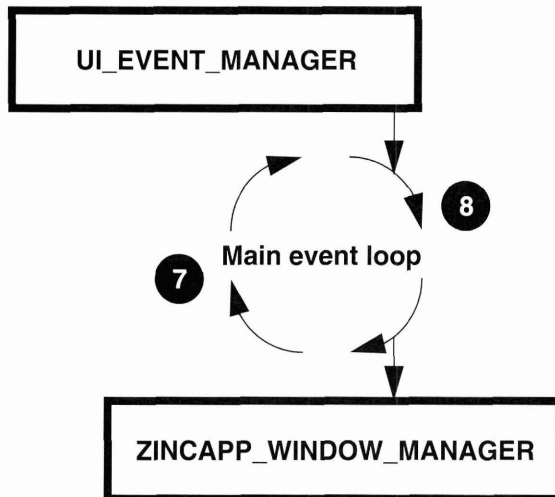 UI_EVENT_MANAGER
8
Main event loop
7
ZINCAPP_WINDOW_MANAGER